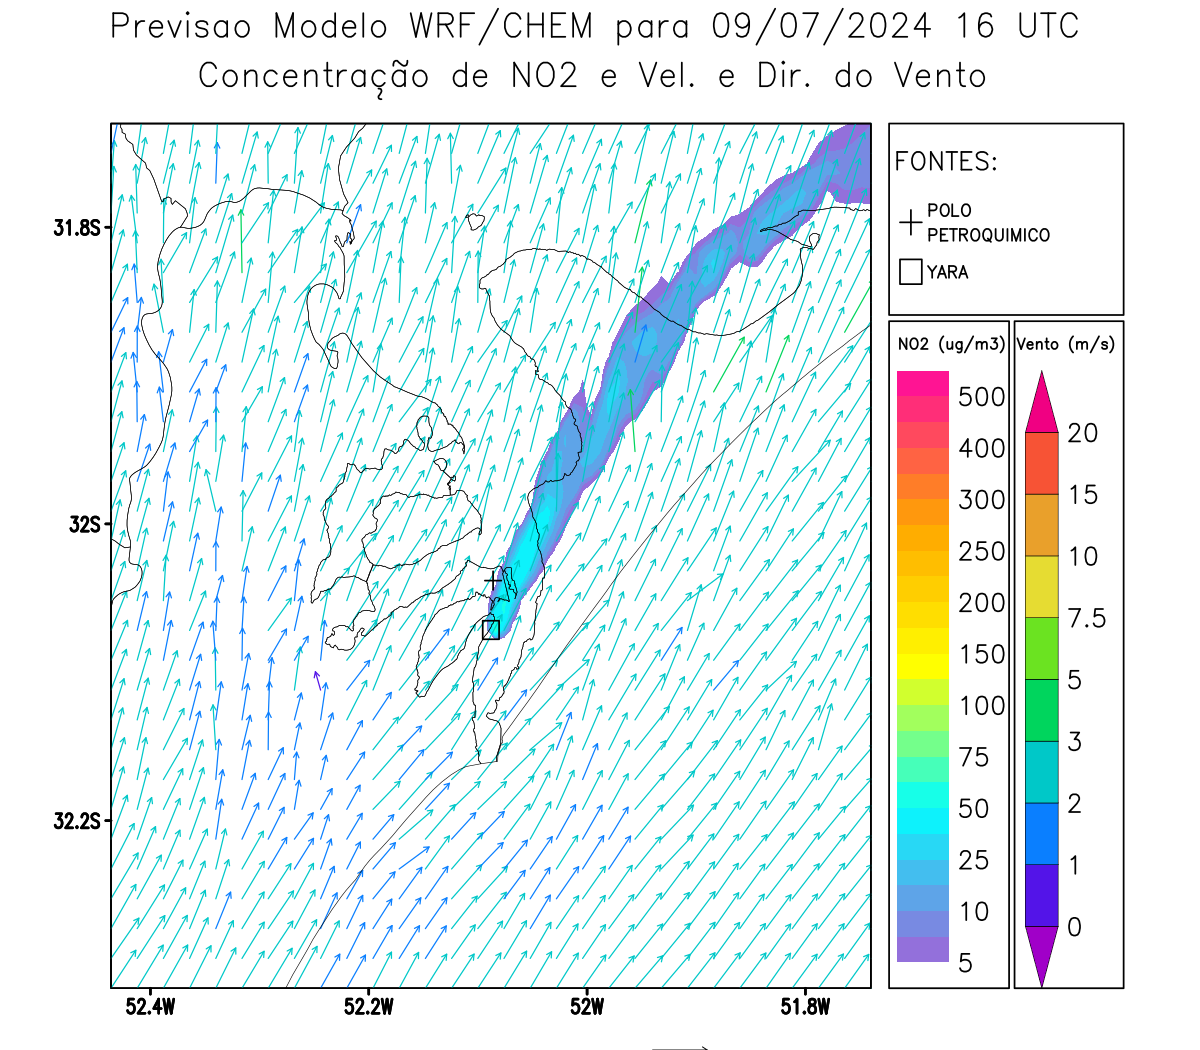 Previsao Modelo WRF/CHEM para 09/07/2024 16 UTC
Concentração de NO2 e Vel. e Dir. do Vento
FONTES:
POLO
PETROQUIMICO
YARA
NO2 (ug/m3)
500
400
300
250
200
150
100
75
50
25
10
5
Vento (m/s)
20
15
10
7.5
5
3
2
1
0
31.8S
32S
32.2S
52.4W
52.2W
52W
51.8W